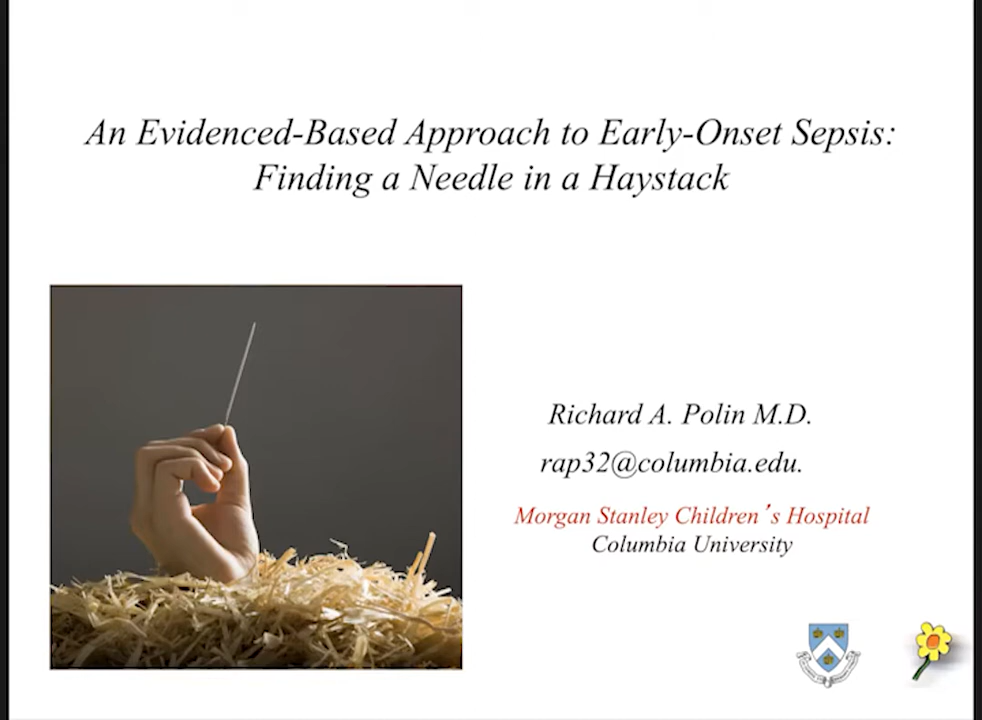 An Evidenced-Based Approach to Early-Onset Sepsis:
Finding a Needle in a Haystack
Richard A. Polin M.D.
rap32@columbia.edu.
Morgan Stanley Children's Hospital
Columbia University